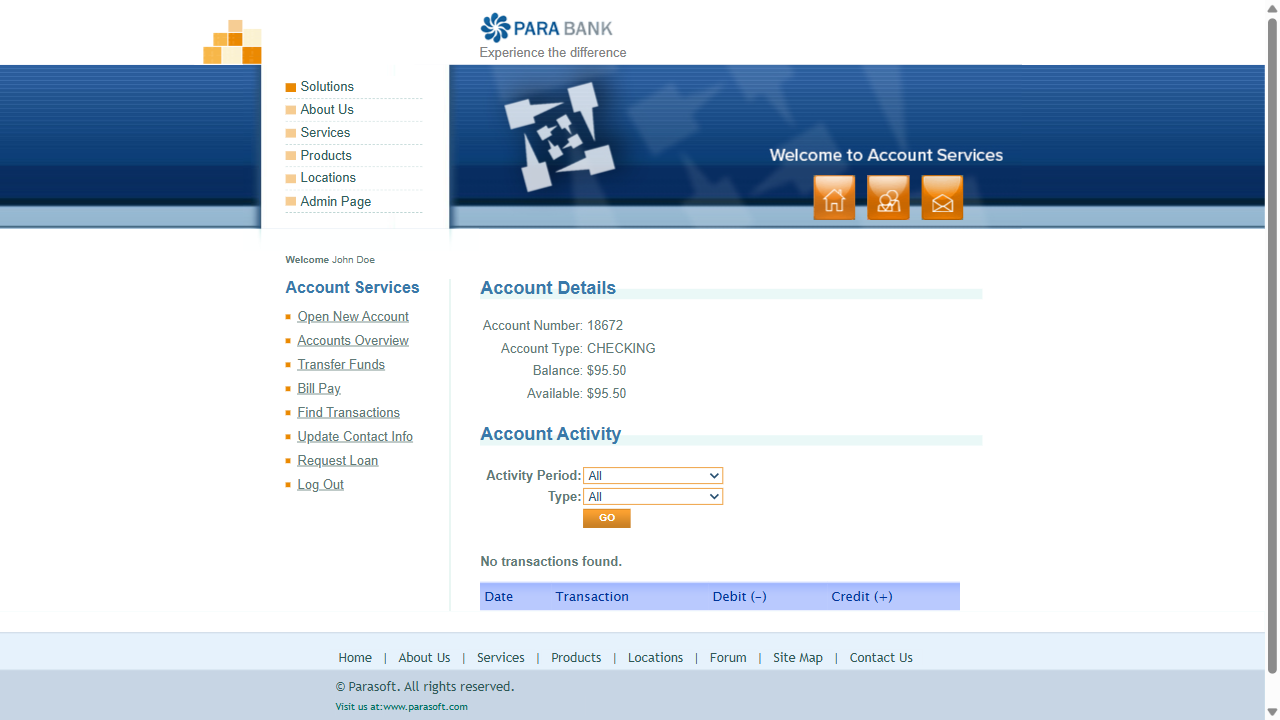 PARA BANK
Experience the difference
Solutions
About Us
Services
Products
Locations
Admin Page
Welcome to Account Services
Welcome John Doe
Account Services
Open New Account
Accounts Overview
Transfer Funds
Bill Pay
Find Transactions
Update Contact Info
Request Loan
Log Out
Account Details
Account Number: 18672
Account Type: CHECKING
Balance: $95.50
Available: $95.50
Account Activity
Activity Period: All
Type: All
GO
No transactions found.
Date Transaction Debit (-) Credit (+)
Home | About Us | Services | Products | Locations | Forum | Site Map | Contact Us
© Parasoft. All rights reserved.
Visit us at:www.parasoft.com